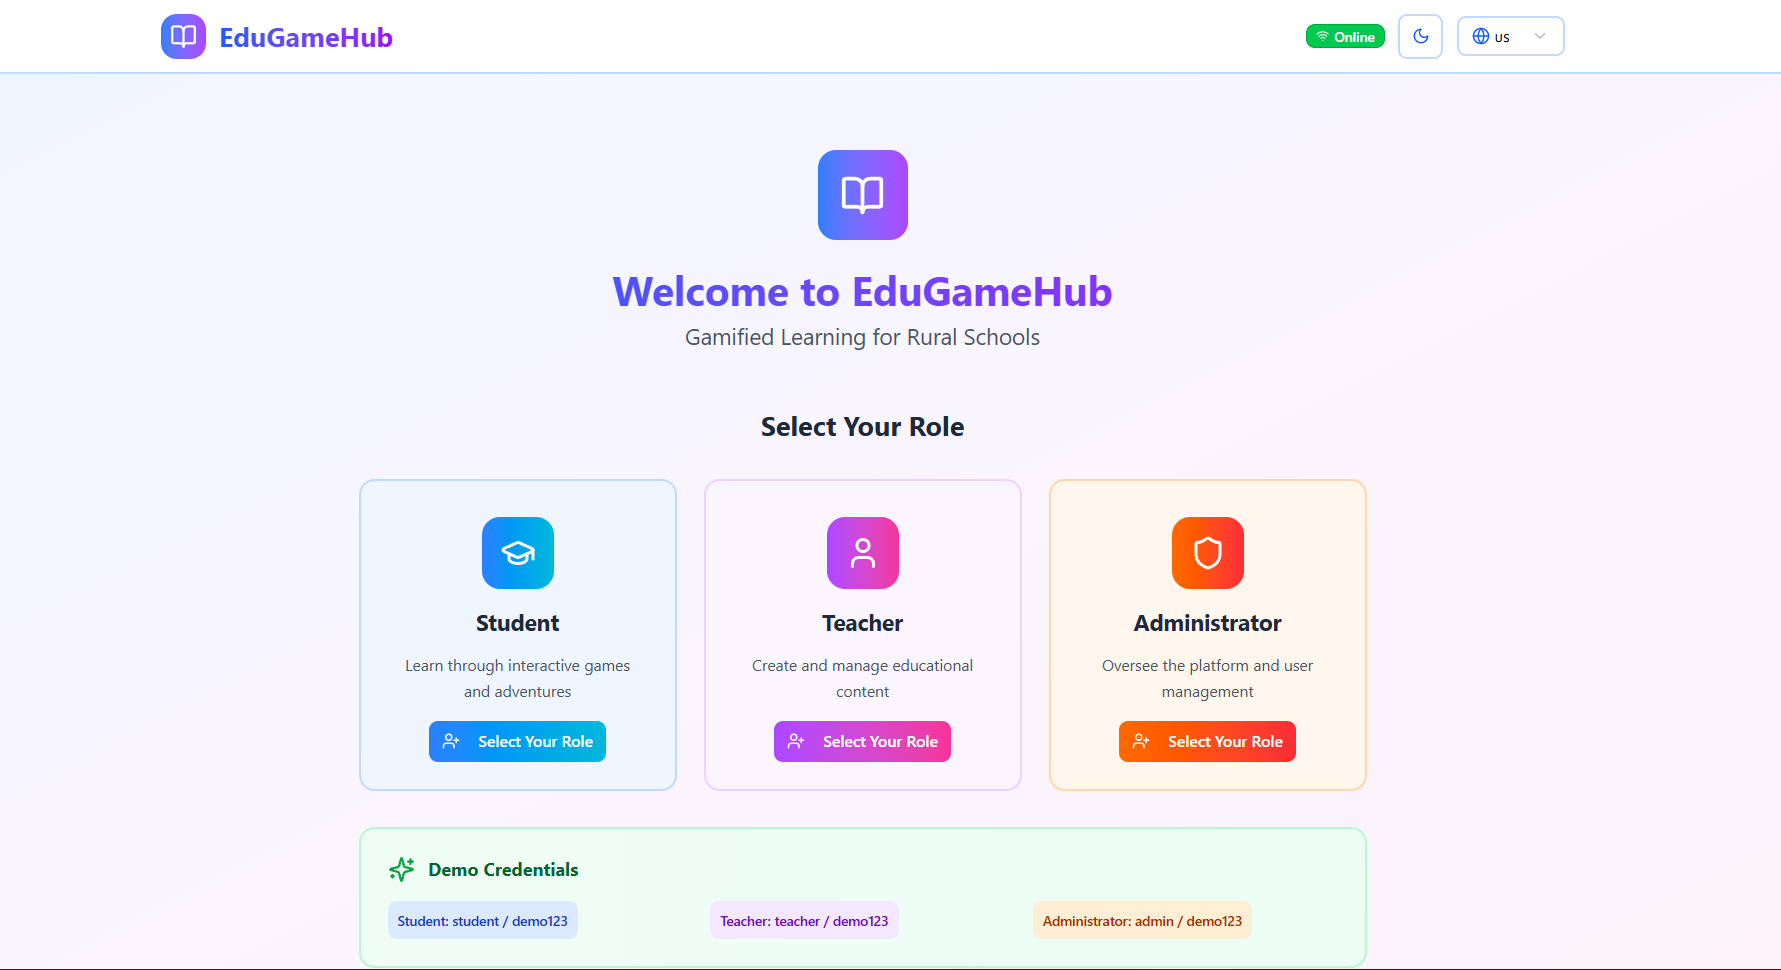 EduGameHub
Online
us
Welcome to EduGameHub
Gamified Learning for Rural Schools
Select Your Role
Student
Learn through interactive games
and adventures
Select Your Role
Teacher
Create and manage educational
content
Select Your Role
Administrator
Oversee the platform and user
management
Select Your Role
Demo Credentials
Student: student / demo123
Teacher: teacher / demo123
Administrator: admin / demo123